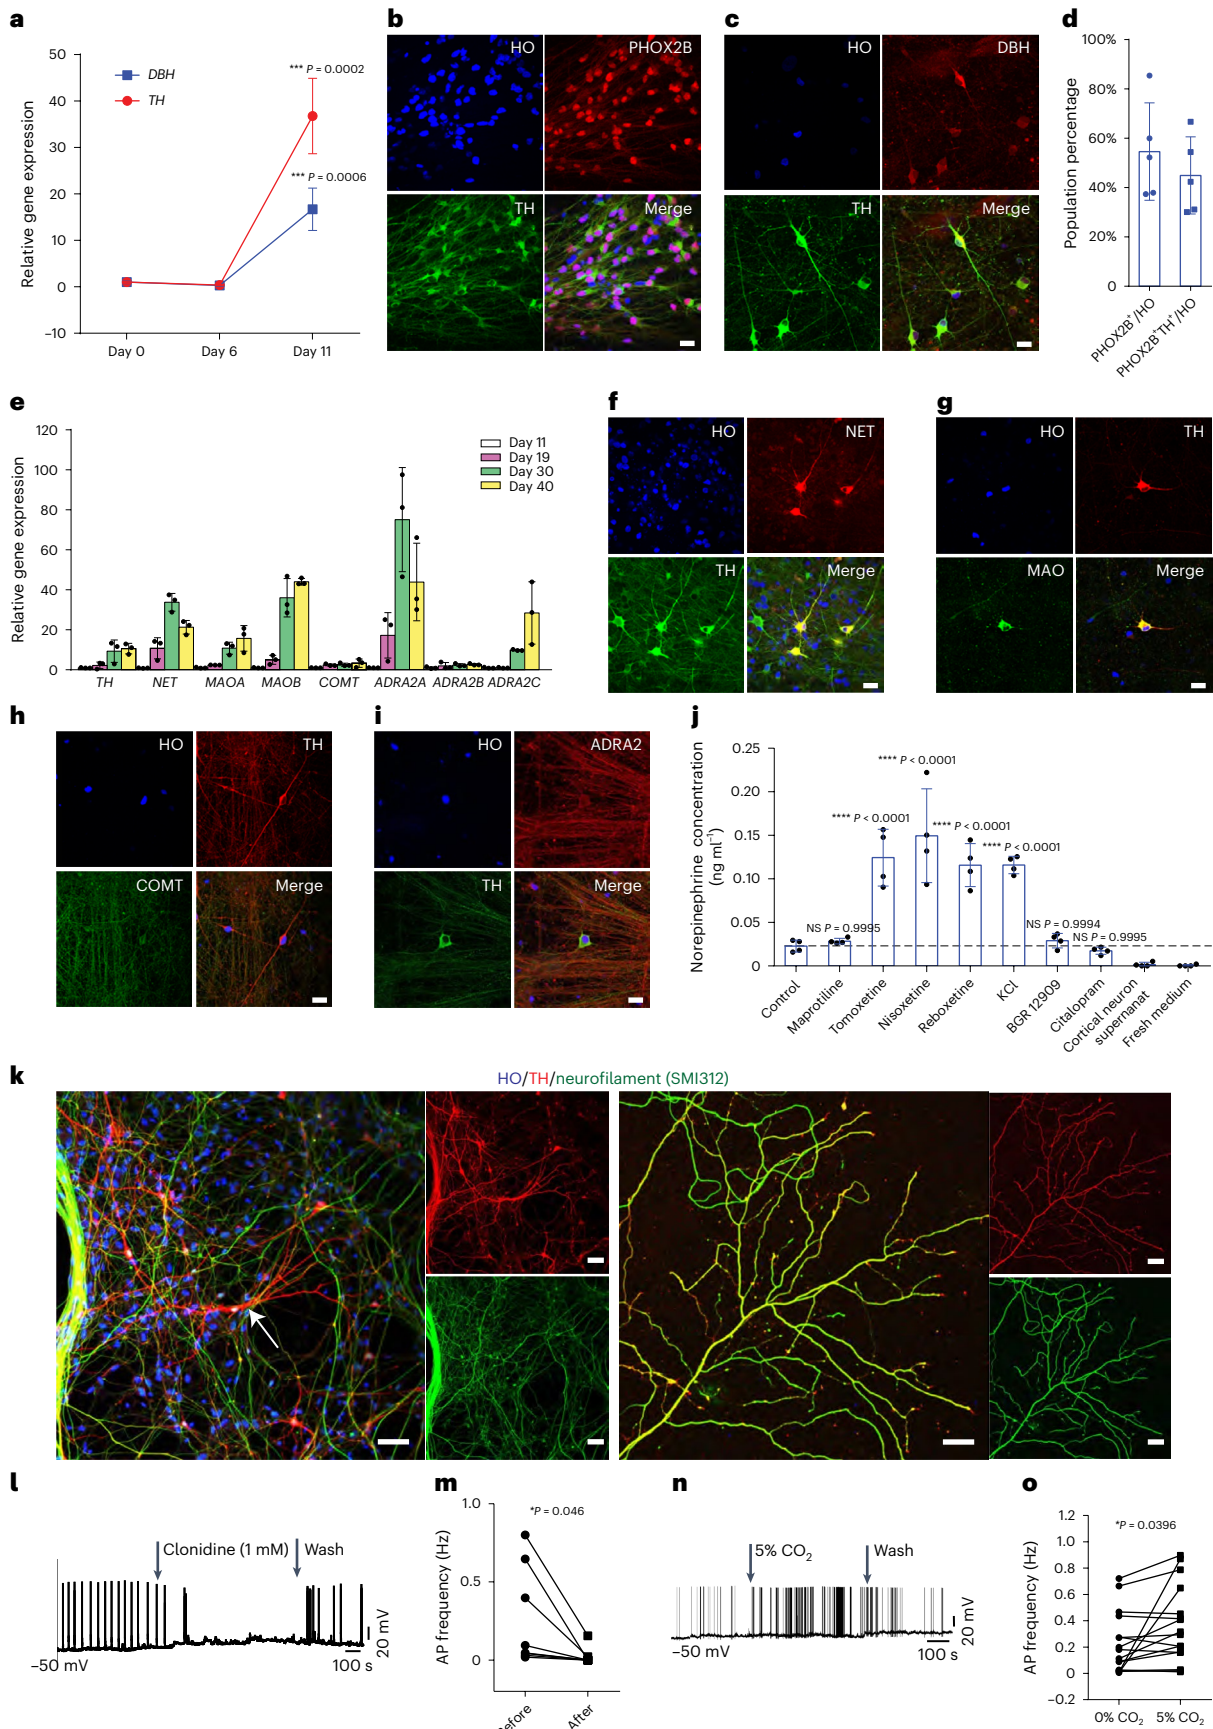 a
50
40
30
20
10
0
–10
Relative gene expression
DBH
TH
*** P = 0.0002
*** P = 0.0006
Day 0
Day 6
Day 11
b
HO
PHOX2B
TH
Merge
c
HO
DBH
TH
Merge
d
100%
80%
60%
40%
20%
0
Population percentage
PHOX2B⁺/HO
PHOX2B⁺TH⁺/HO
e
120
100
80
60
40
20
0
Relative gene expression
Day 11
Day 19
Day 30
Day 40
TH
NET
MAOA
MAOB
COMT
ADRA2A
ADRA2B
ADRA2C
f
HO
NET
TH
Merge
g
HO
TH
MAO
Merge
h
HO
TH
COMT
Merge
i
HO
ADRA2
TH
Merge
j
0.25
0.20
0.15
0.10
0.05
0
Norepinephrine concentration
(ng ml⁻¹)
NS P = 0.9995
**** P < 0.0001
**** P < 0.0001
**** P < 0.0001
**** P < 0.0001
NS P = 0.9994
NS P = 0.9995
Control
Maprotiline
Tomoxetine
Nisoxetine
Reboxetine
KCl
BGR 12909
Citalopram
Cortical neuron
supernanat
Fresh medium
k
HO/TH/neurofilament (SMI312)
l
Clonidine (1 mM)
Wash
–50 mV
20 mV
100 s
m
1.0
0
AP frequency (Hz)
*P = 0.046
Before
After
n
5% CO₂
Wash
–50 mV
20 mV
100 s
o
1.2
1.0
0.8
0.6
0.4
0.2
0
–0.2
AP frequency (Hz)
*P = 0.0396
0% CO₂
5% CO₂